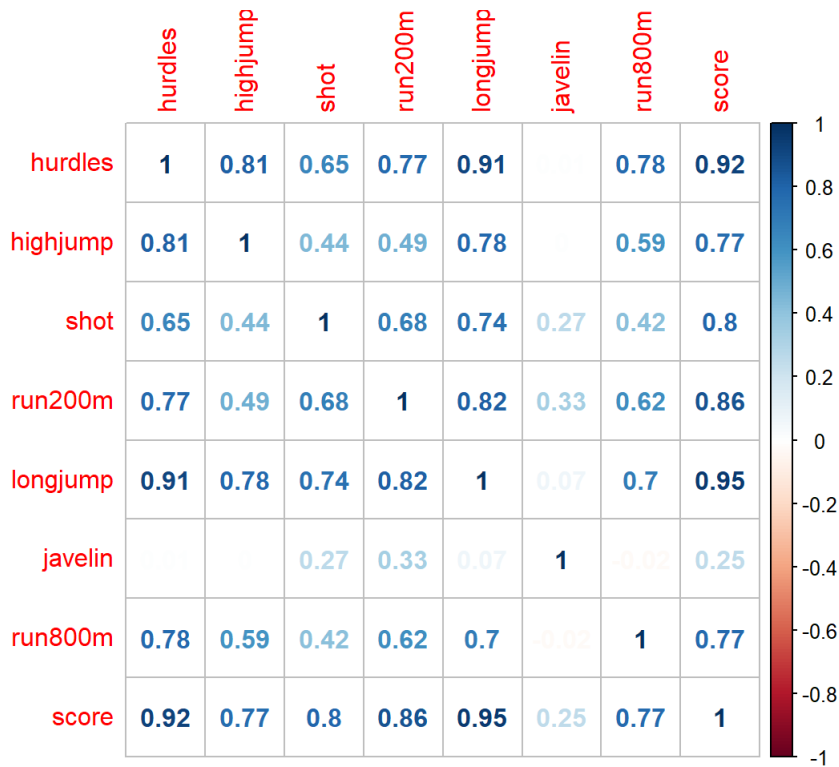 hurdles highjump shot run200m longjump javelin run800m score
hurdles 1 0.81 0.65 0.77 0.91 0.78 0.92
highjump 0.81 1 0.44 0.49 0.78 0.59 0.77
shot 0.65 0.44 1 0.68 0.74 0.27 0.42 0.8
run200m 0.77 0.49 0.68 1 0.82 0.33 0.62 0.86
longjump 0.91 0.78 0.74 0.82 1 0.07 0.7 0.95
javelin 0.27 0.33 0.07 1 -0.02 0.25
run800m 0.78 0.59 0.42 0.62 0.7 -0.02 1 0.77
score 0.92 0.77 0.8 0.86 0.95 0.25 0.77 1
1
0.8
0.6
0.4
0.2
0
-0.2
-0.4
-0.6
-0.8
-1